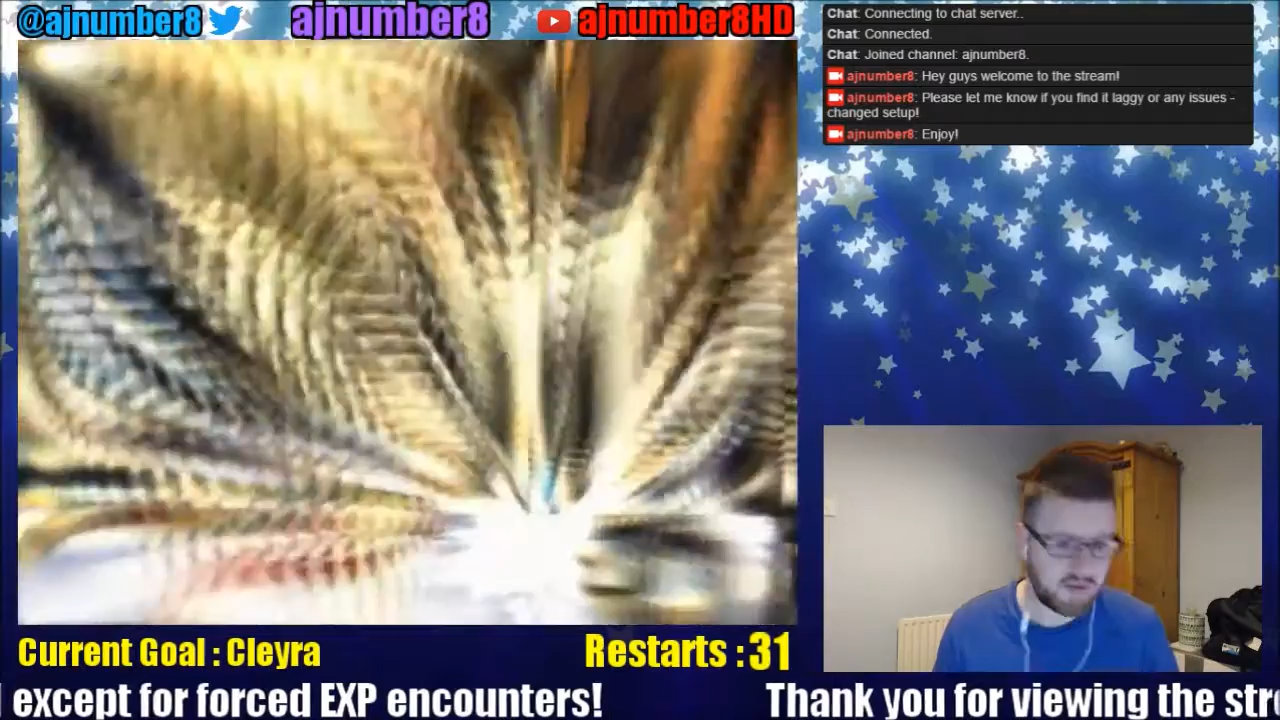 @ajnumber8
ajnumber8
ajnumber8HD
Chat: Connecting to chat server..
Chat: Connected.
Chat: Joined channel: ajnumber8.
ajnumber8: Hey guys welcome to the stream!
ajnumber8: Please let me know if you find it laggy or any issues -
changed setup!
ajnumber8: Enjoy!
Current Goal : Cleyra
Restarts : 31
except for forced EXP encounters!
Thank you for viewing the